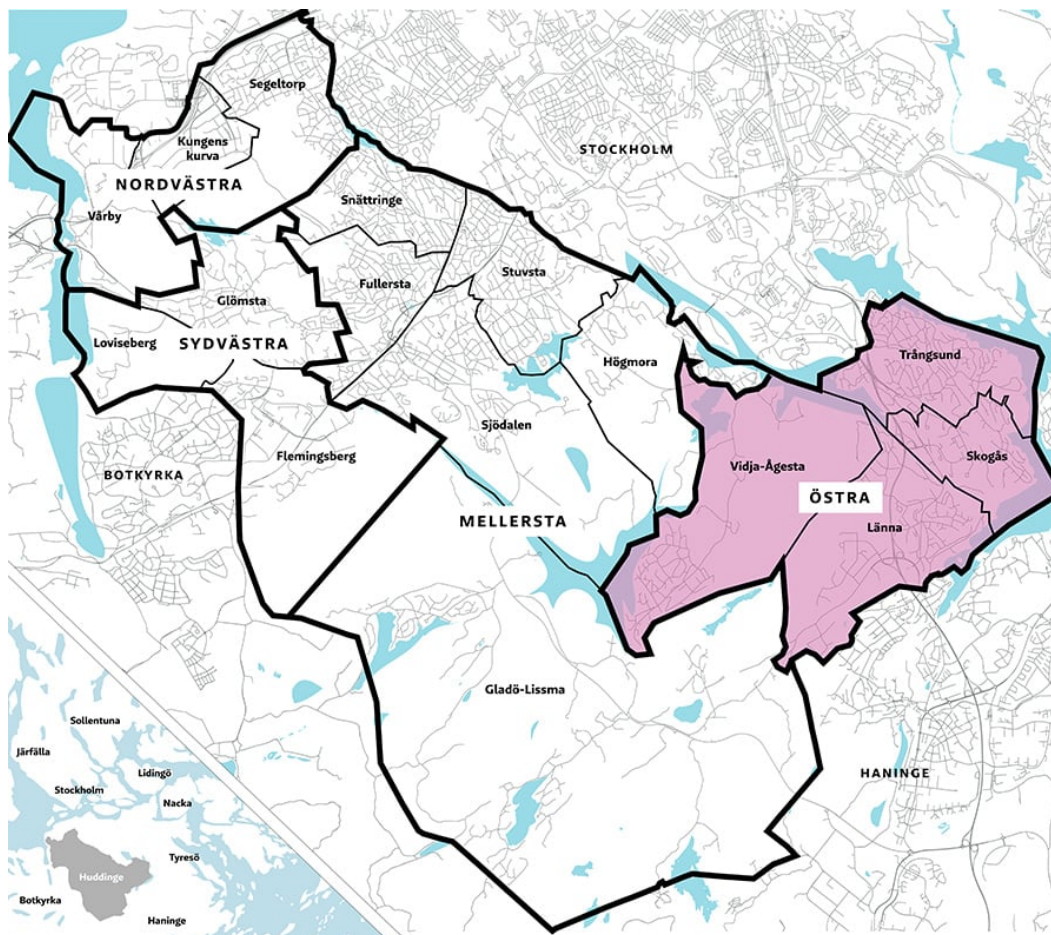 Segeltorp
Kungens
kurva
STOCKHOLM
NORDVÄSTRA
Snättringe
Vårby
Stuvsta
Fullersta
Glömsta
Loviseberg
SYDVÄSTRA
Högmora
Trångsund
Sjödalen
Flemingsberg
Vidja-Ågesta
Skogås
BOTKYRKA
ÖSTRA
MELLERSTA
Länna
Gladö-Lissma
HANINGE
Sollentuna
Järfälla
Lidingö
Stockholm
Nacka
Tyresö
Huddinge
Botkyrka
Haninge